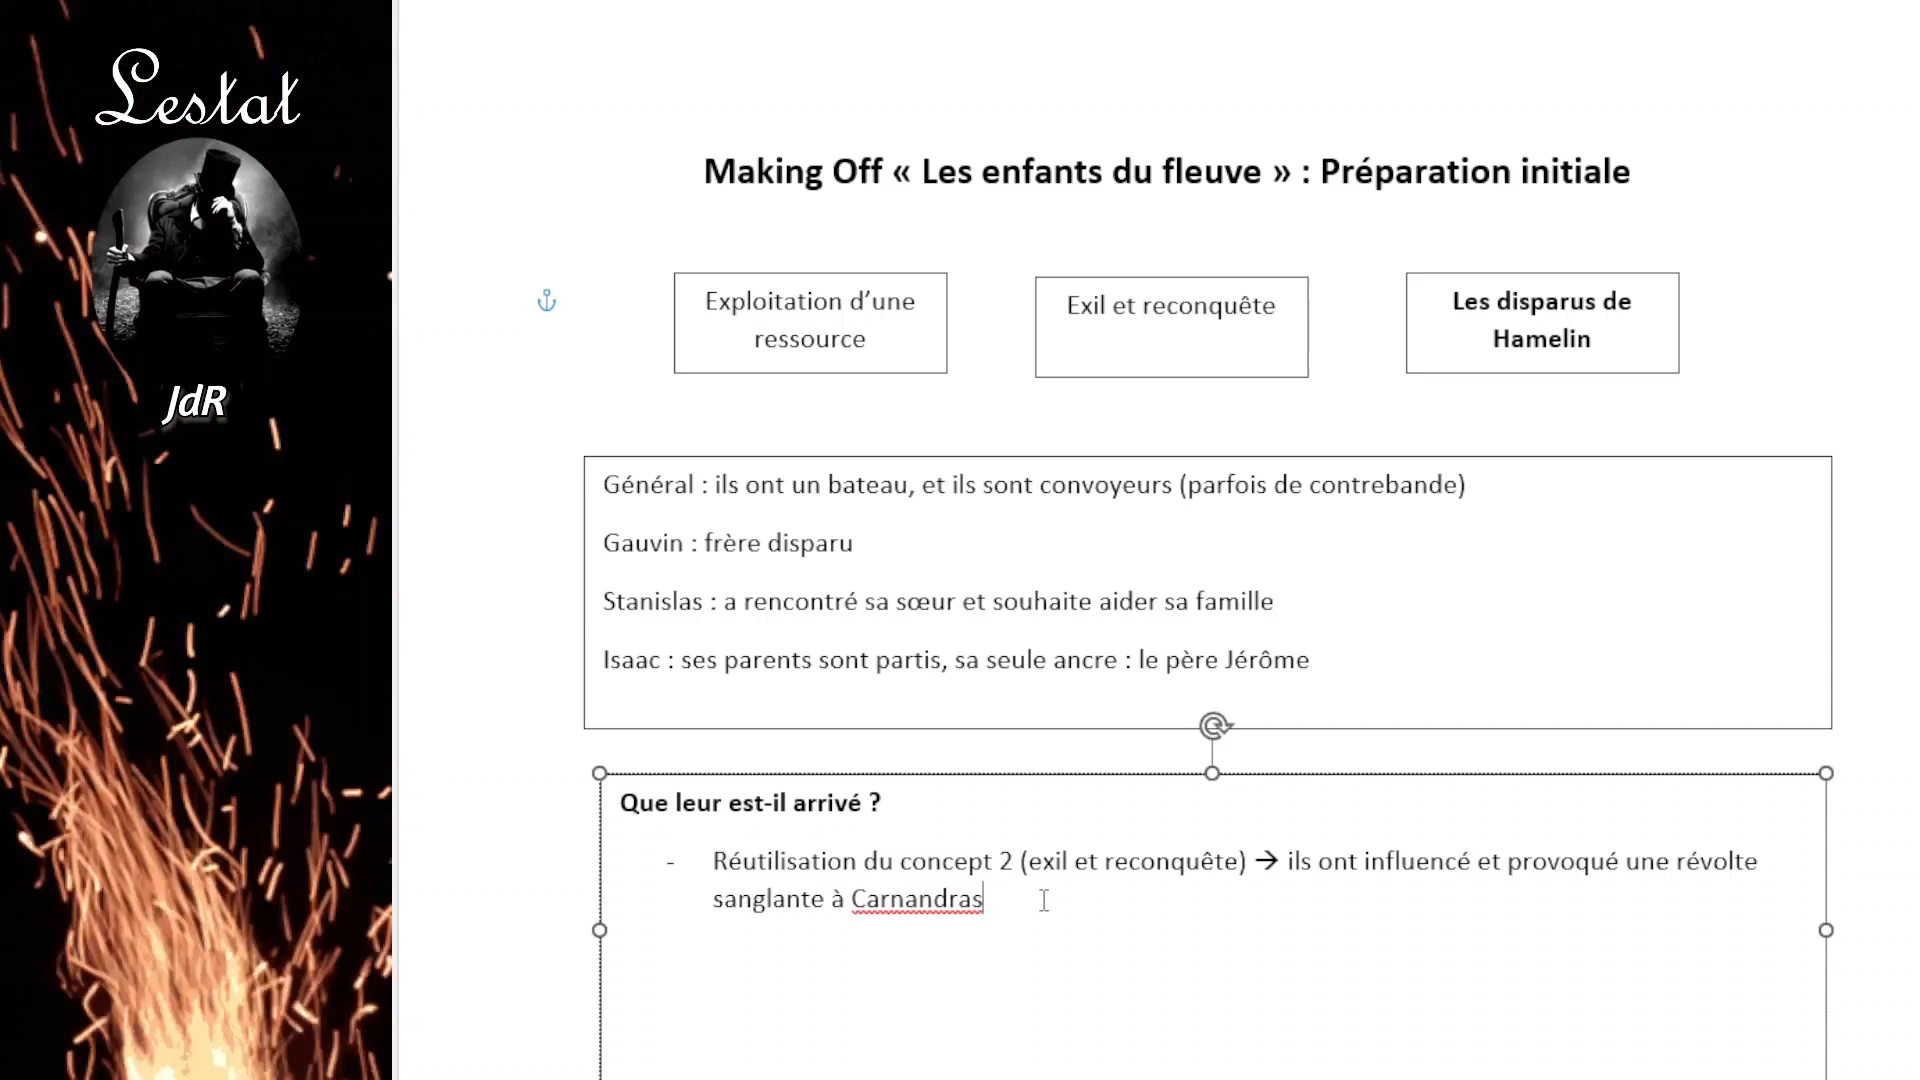 Lestat
JdR
Making Off « Les enfants du fleuve » : Préparation initiale
Exploitation d’une
ressource
Exil et reconquête
Les disparus de
Hamelin
Général : ils ont un bateau, et ils sont convoyeurs (parfois de contrebande)
Gauvin : frère disparu
Stanislas : a rencontré sa sœur et souhaite aider sa famille
Isaac : ses parents sont partis, sa seule ancre : le père Jérôme
Que leur est-il arrivé ?
- Réutilisation du concept 2 (exil et reconquête) → ils ont influencé et provoqué une révolte
sanglante à Carnandras